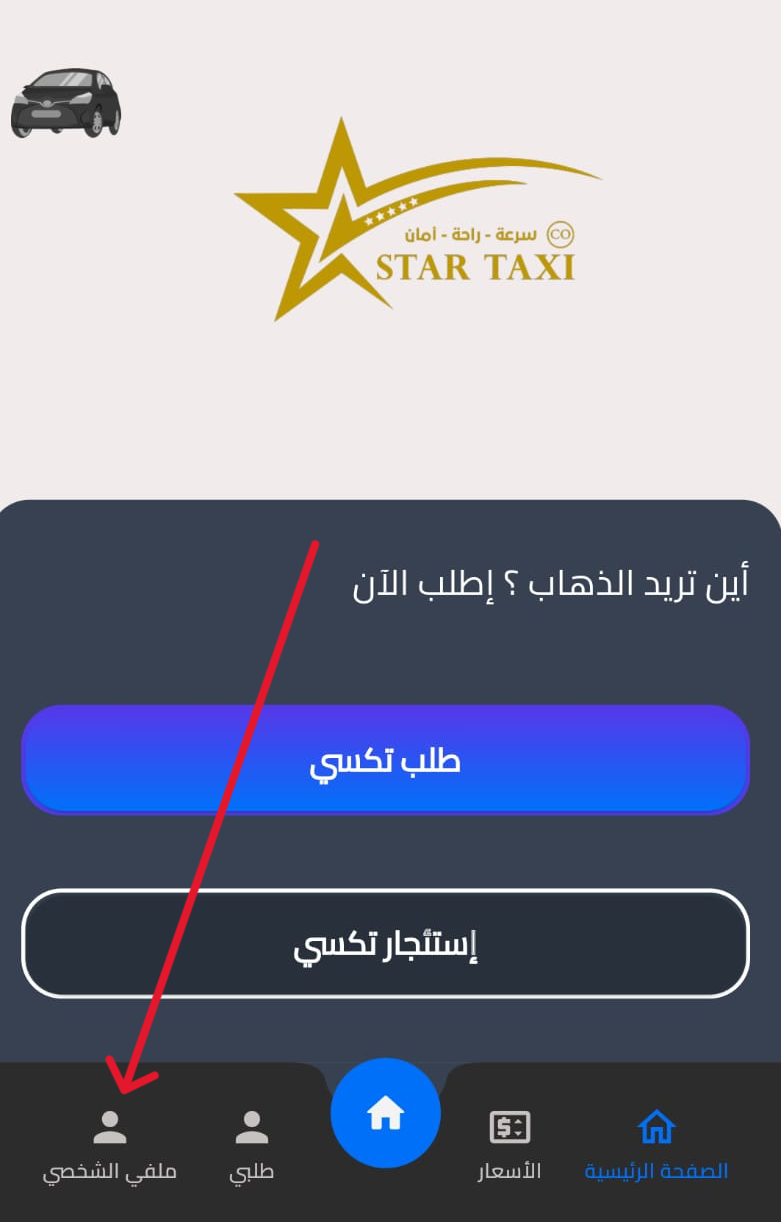 سرعة - راحة - أمان CO
STAR TAXI
أين تريد الذهاب ؟ إطلب الآن
طلب تكسي
إستئجار تكسي
الصفحة الرئيسية
الأسعار
طلبي
ملفي الشخصي